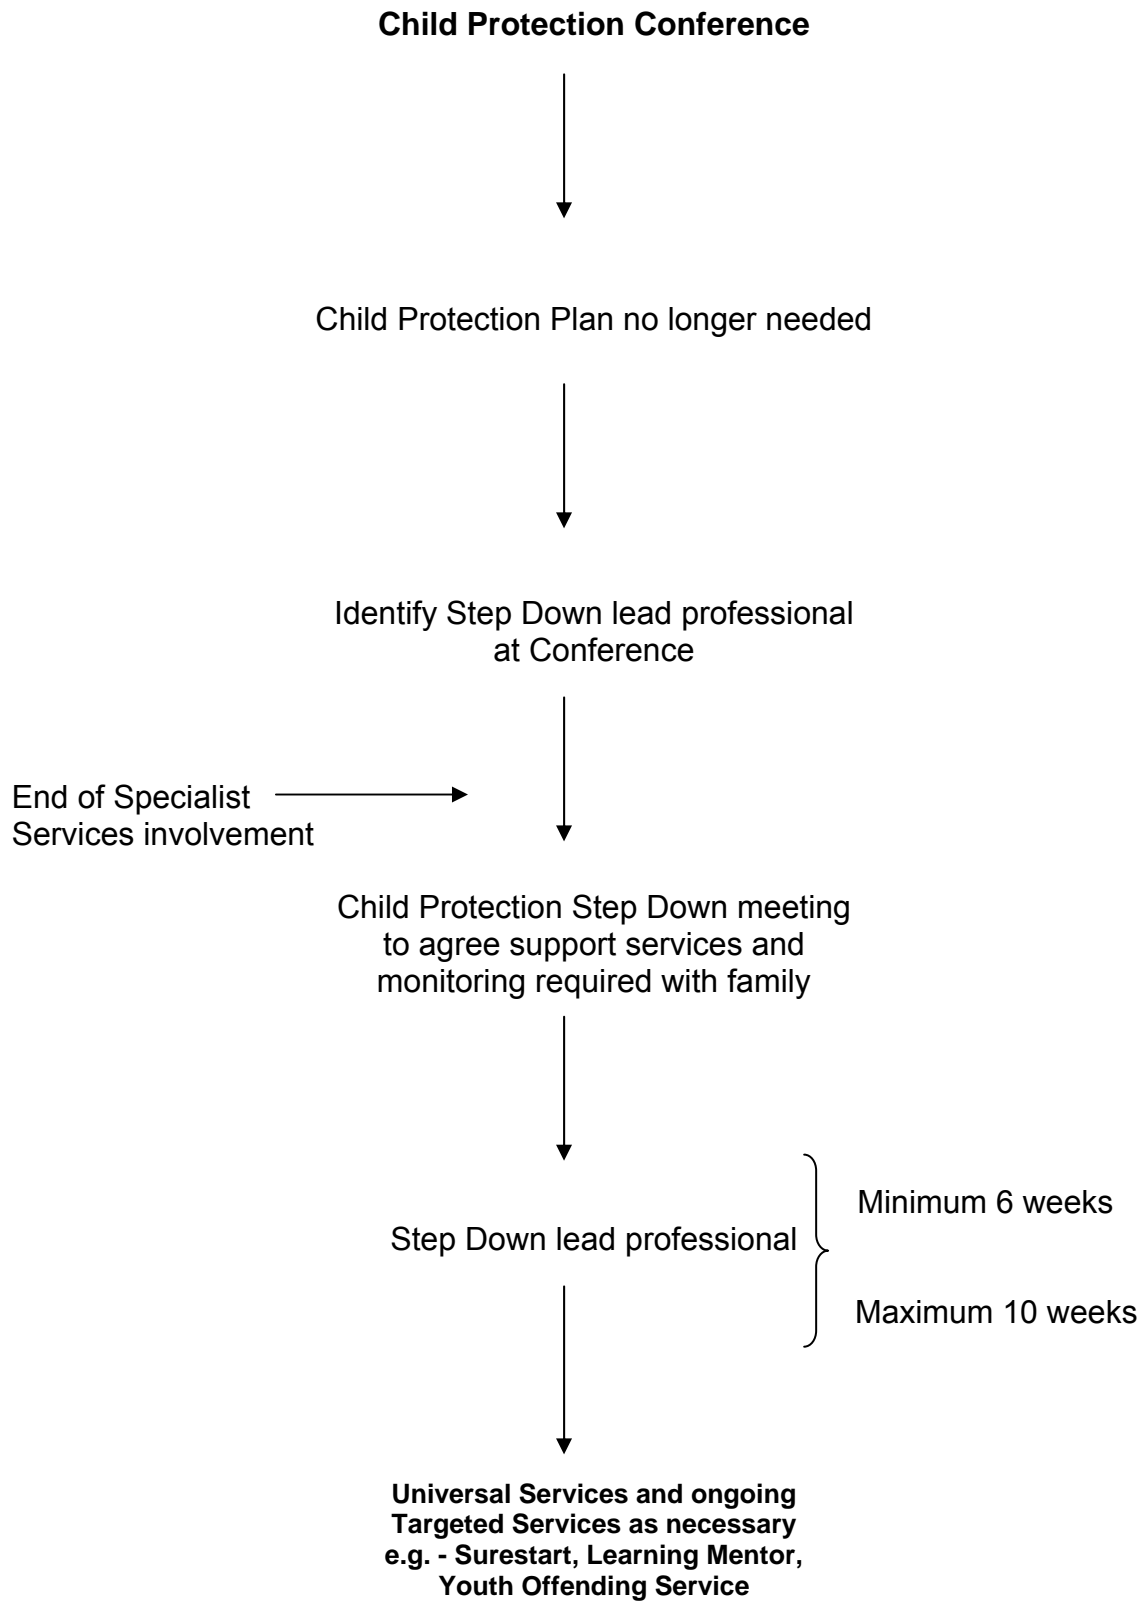 Child Protection Conference
Child Protection Plan no longer needed
Identify Step Down lead professional
at Conference
End of Specialist
Services involvement
Child Protection Step Down meeting
to agree support services and
monitoring required with family
Step Down lead professional
Minimum 6 weeks
Maximum 10 weeks
Universal Services and ongoing
Targeted Services as necessary
e.g. - Surestart, Learning Mentor,
Youth Offending Service